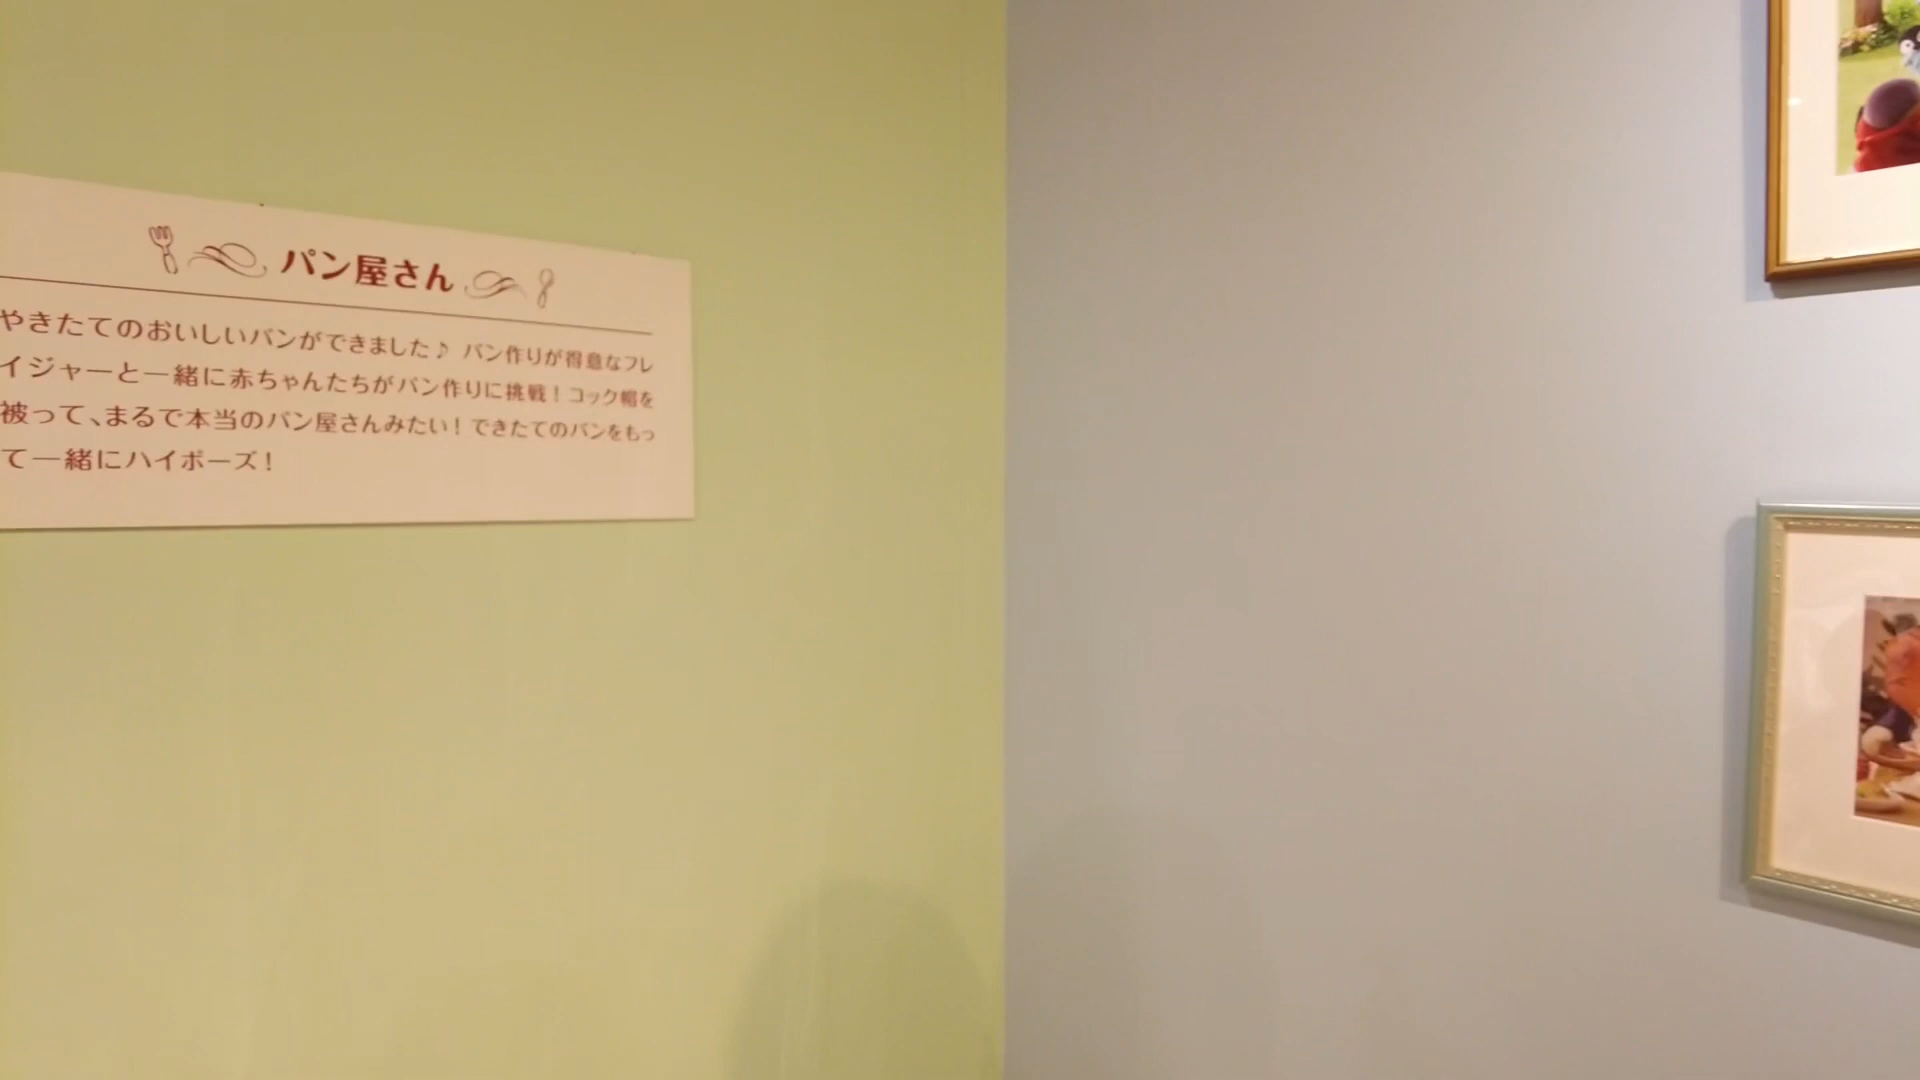 パン屋さん
やきたてのおいしいパンができました♪ パン作りが得意なフレ
イジャーと一緒に赤ちゃんたちがパン作りに挑戦！コック帽を
被って、まるで本当のパン屋さんみたい！できたてのパンをもっ
て一緒にハイポーズ！